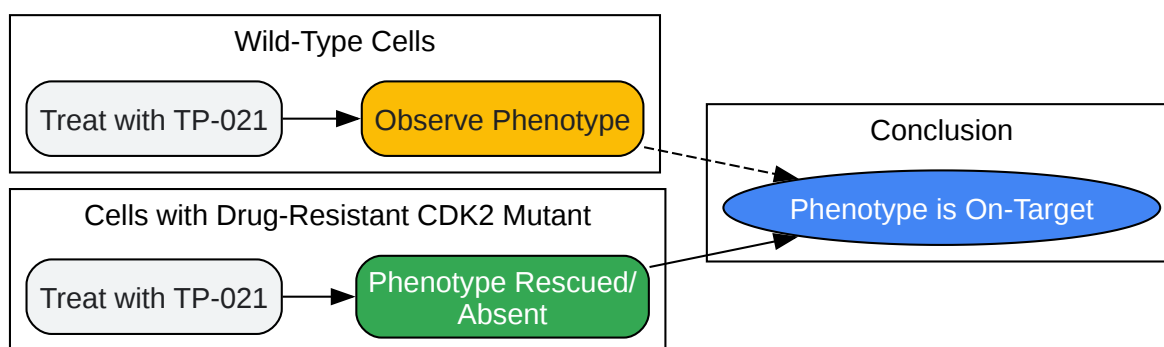 Wild-Type Cells
Treat with TP-021
Observe Phenotype
Cells with Drug-Resistant CDK2 Mutant
Treat with TP-021
Phenotype Rescued/
Absent
Conclusion
Phenotype is On-Target